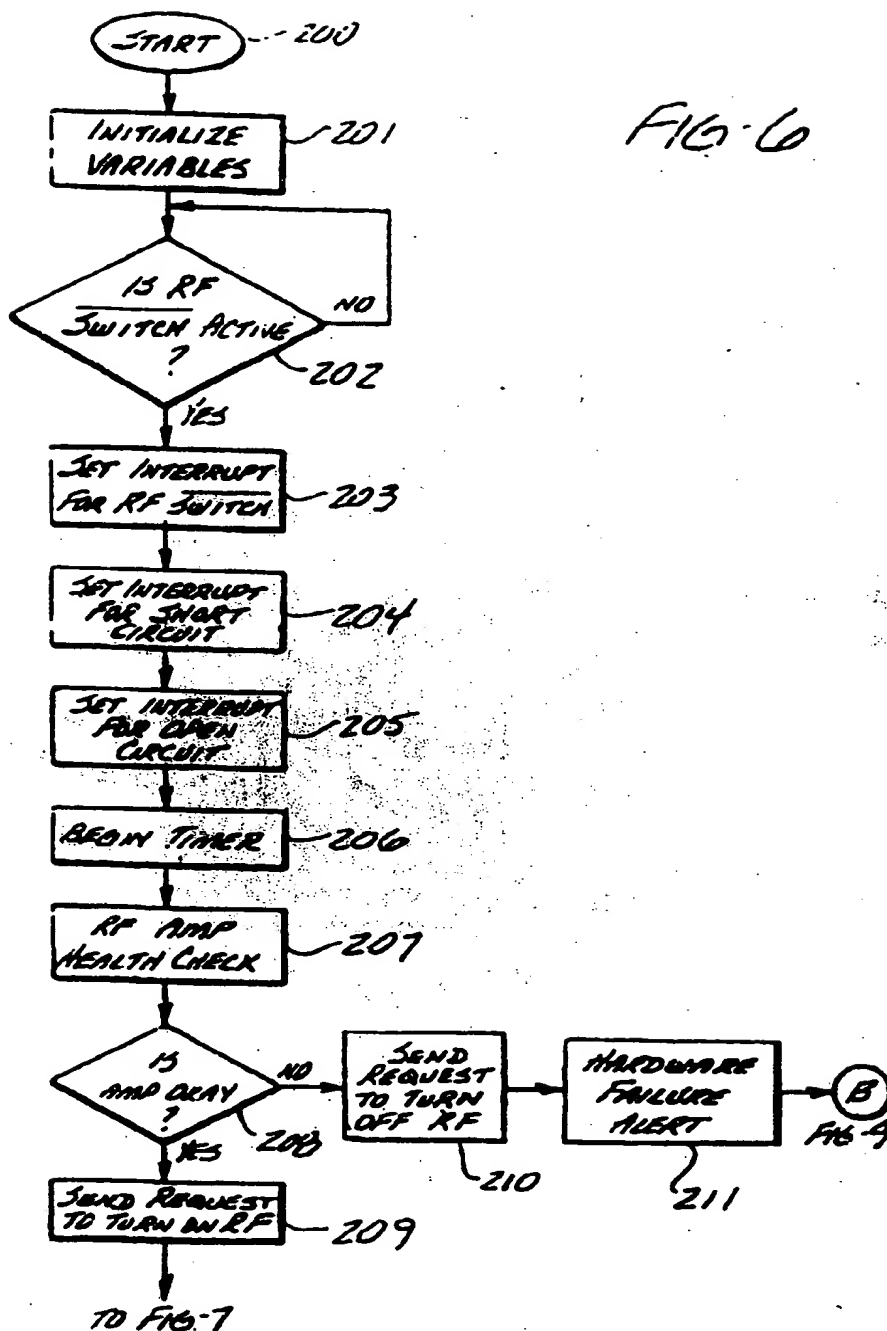 START
200
FIG-6
INITIALIZE
VARIABLES
201
IS RF
SWITCH ACTIVE
?
NO
202
YES
SET INTERRUPT
FOR RF SWITCH
203
SET INTERRUPT
FOR SHORT
CIRCUIT
204
SET INTERRUPT
FOR OPEN
CIRCUIT
205
BEGIN TIMER
206
RF AMP
HEALTH CHECK
207
IS
AMP OKAY
?
NO
208
YES
SEND REQUEST
TO TURN OFF RF
210
HARDWARE
FAILURE
ALERT
211
B
FIG-9
SEND REQUEST
TO TURN ON RF
209
TO FIG-7